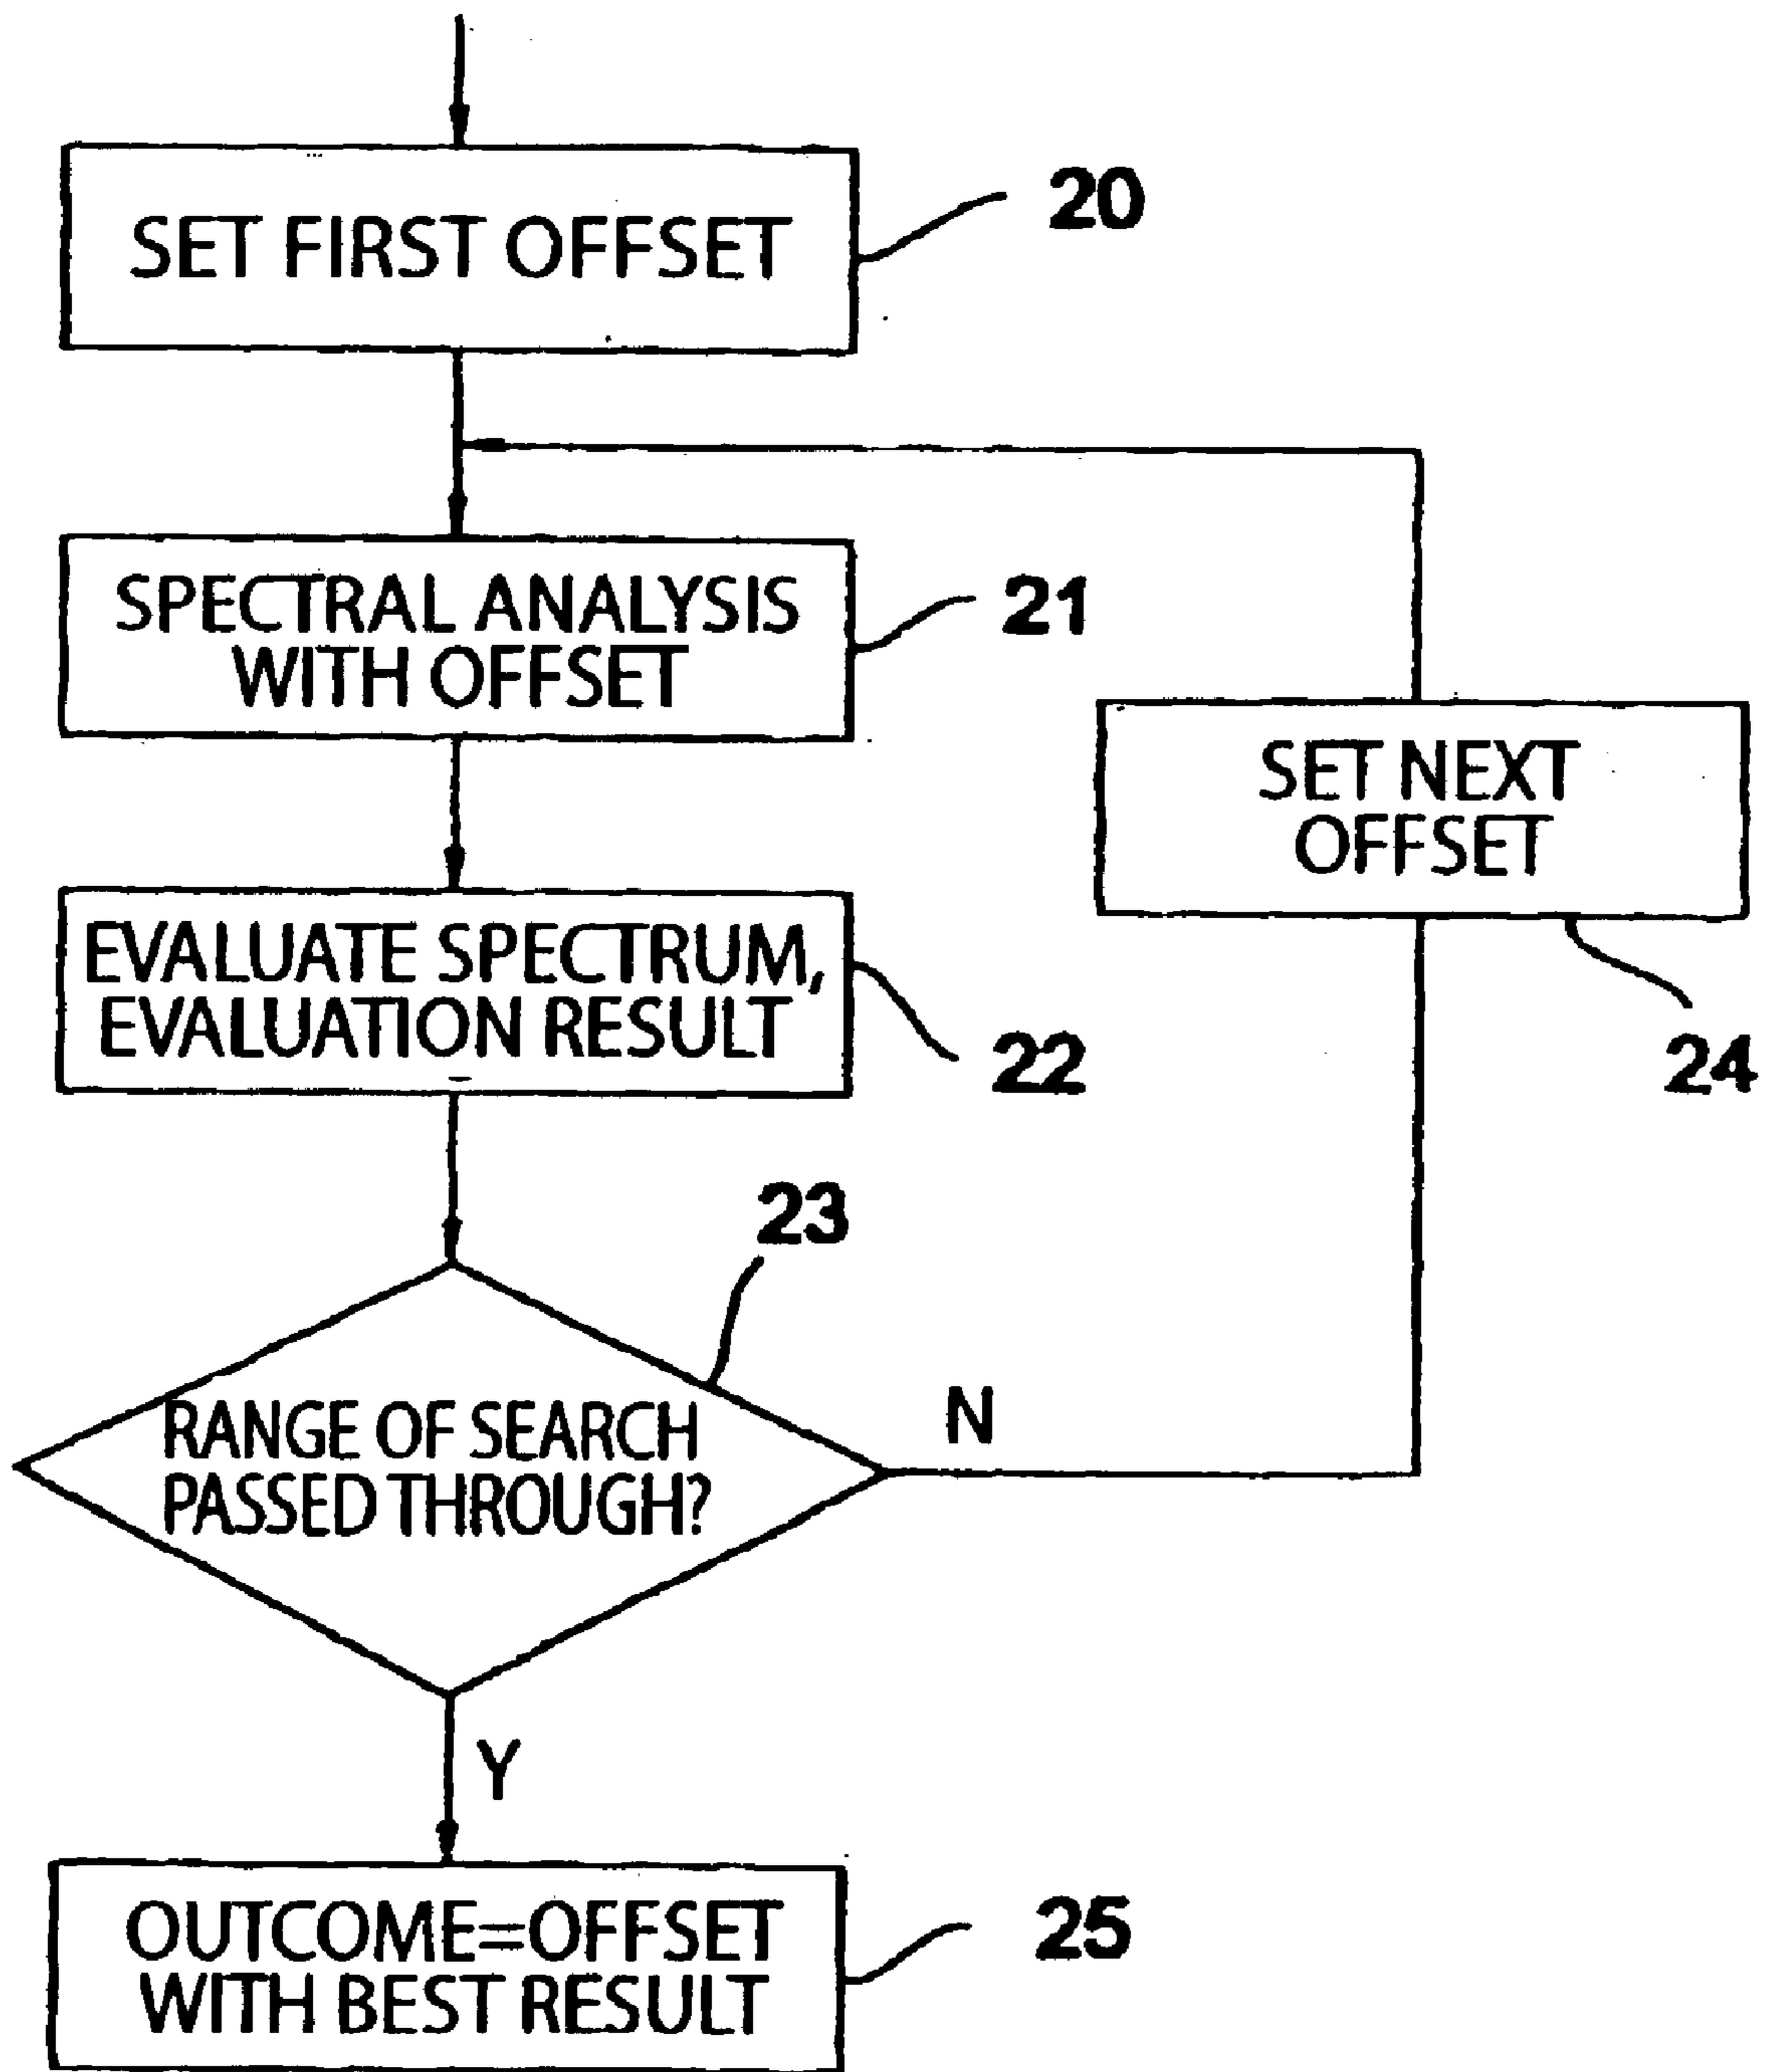 SET FIRST OFFSET
20
SPECTRAL ANALYSIS
WITH OFFSET
21
SET NEXT
OFFSET
24
EVALUATE SPECTRUM,
EVALUATION RESULT
22
23
RANGE OF SEARCH
PASSED THROUGH?
N
Y
OUTCOME=OFFSET
WITH BEST RESULT
25